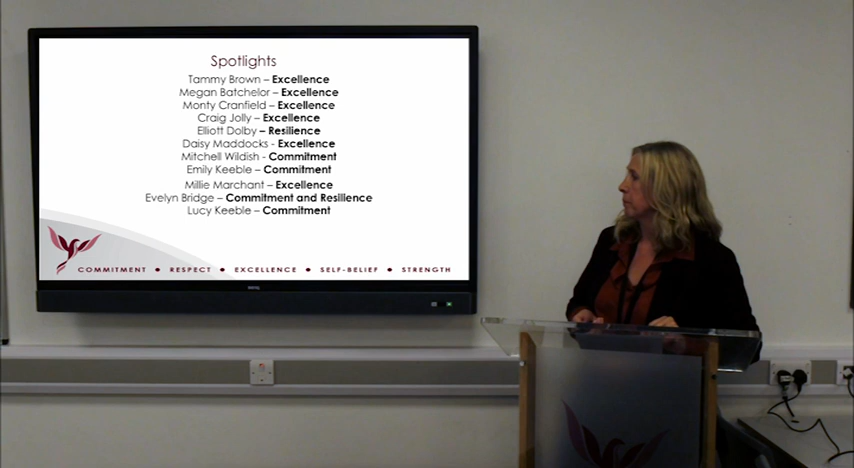 Spotlights
Tammy Brown – Excellence
Megan Batchelor – Excellence
Monty Cranfield – Excellence
Craig Jolly – Excellence
Elliott Dolby – Resilience
Daisy Maddocks - Excellence
Mitchell Wildish - Commitment
Emily Keeble – Commitment
Millie Marchant – Excellence
Evelyn Bridge – Commitment and Resilience
Lucy Keeble – Commitment
COMMITMENT ● RESPECT ● EXCELLENCE ● SELF-BELIEF ● STRENGTH
BenQ